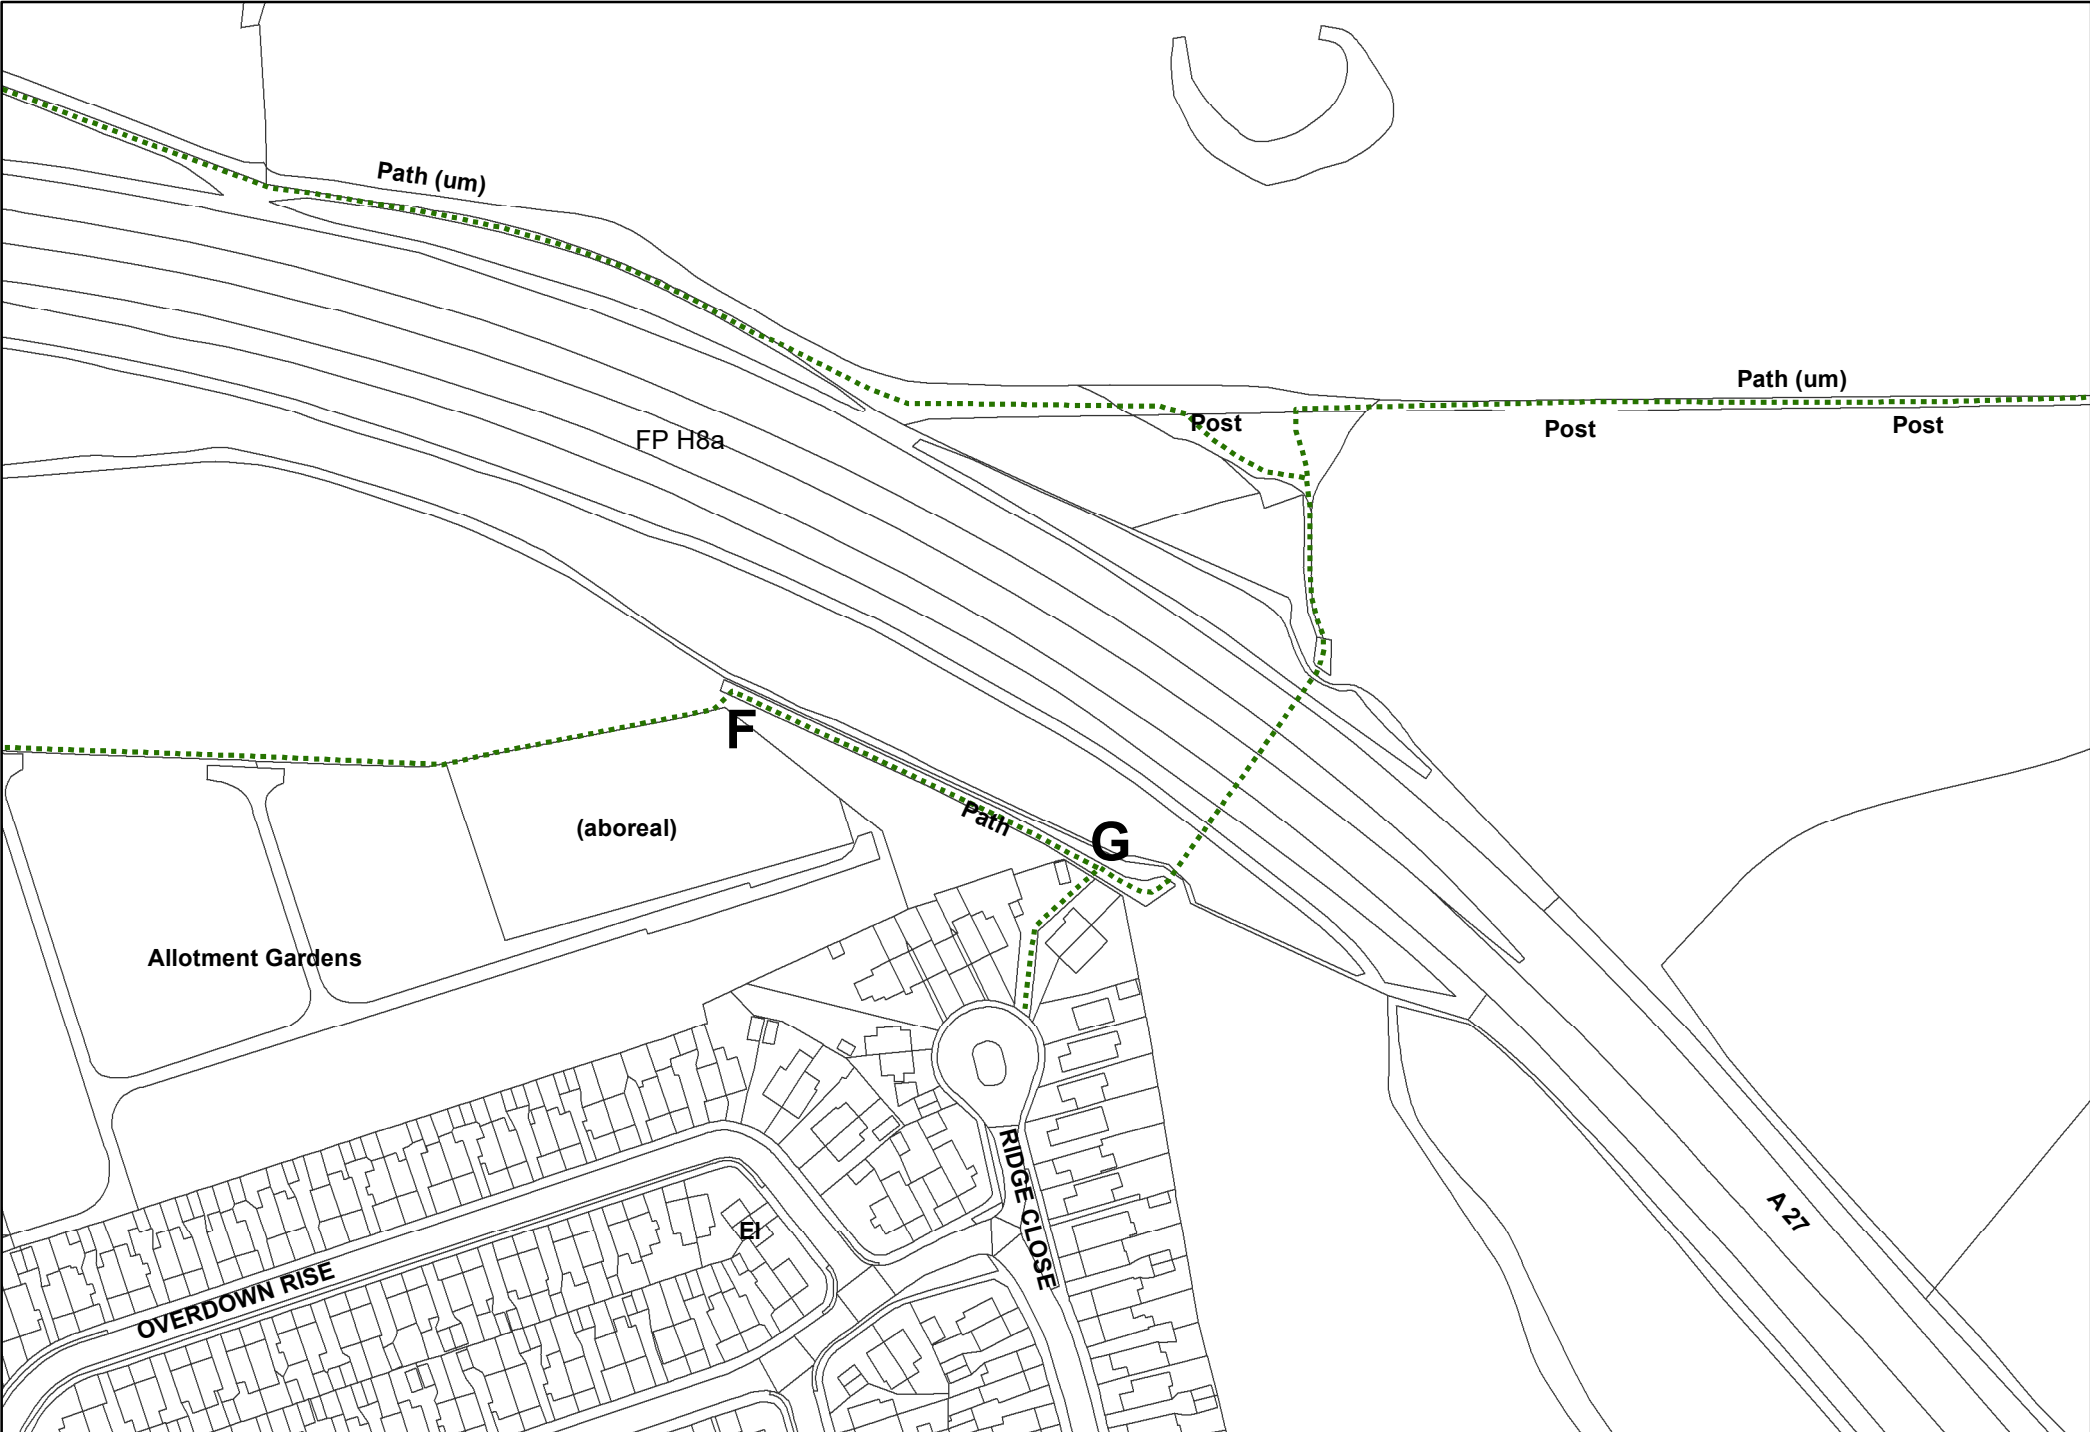 Path (um)
Path (um)
Post
Post
Post
FP H8a
F
Path
G
(aboreal)
Allotment Gardens
RIDGE CLOSE
A 27
El
OVERDOWN RISE